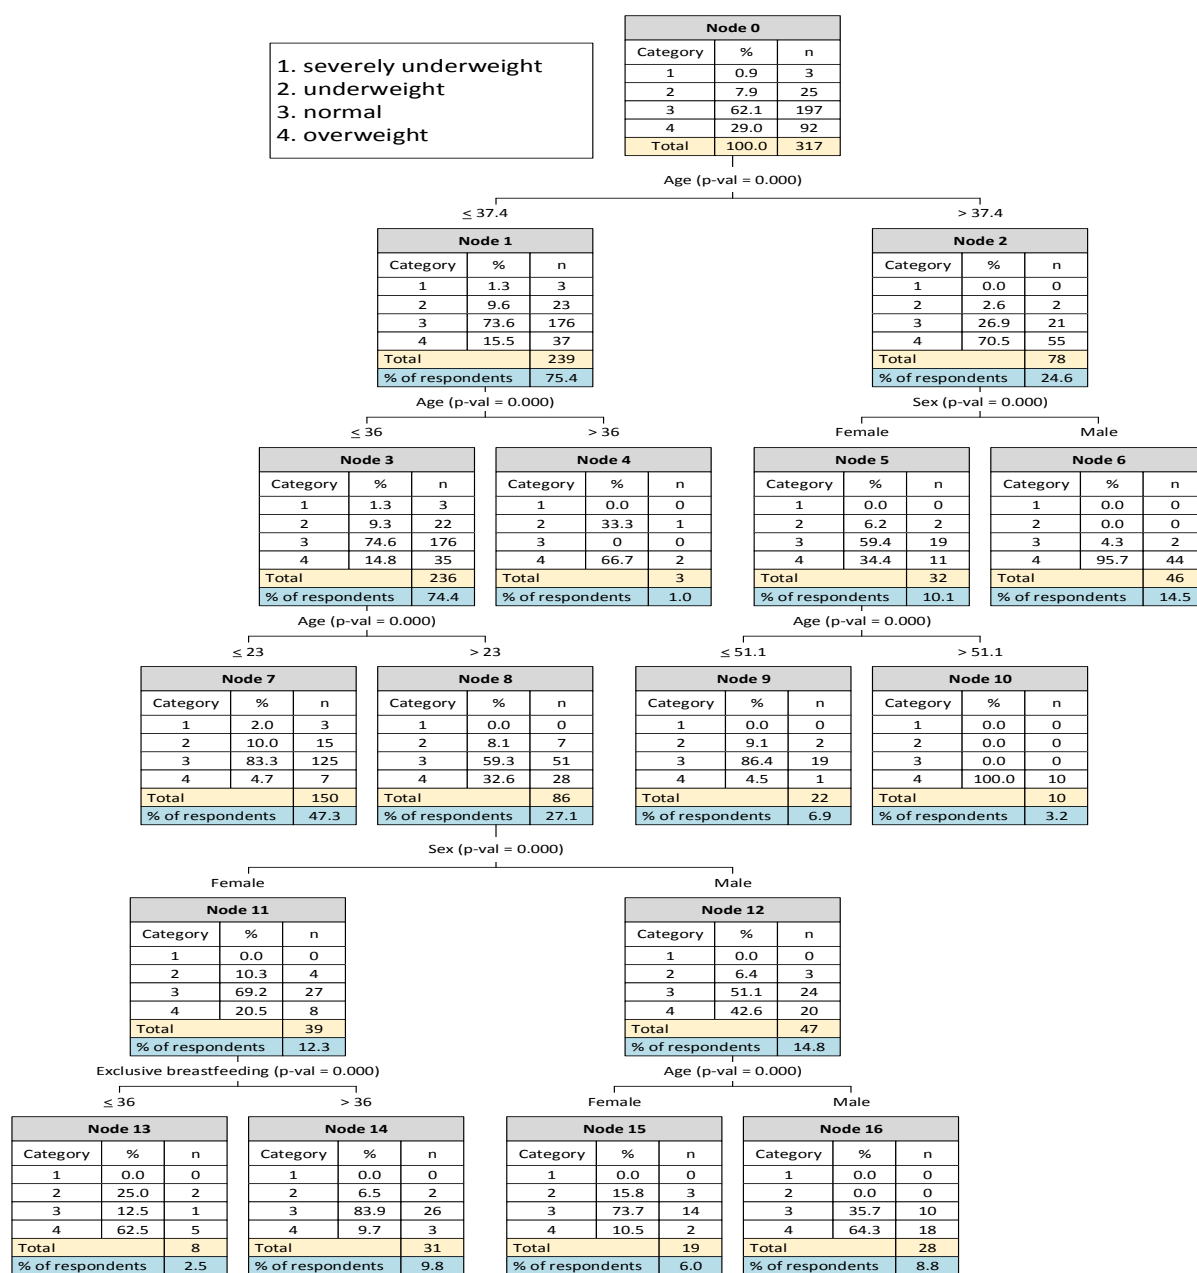 1. severely underweight
2. underweight
3. normal
4. overweight
Node 0
Category % n
1 0.9 3
2 7.9 25
3 62.1 197
4 29.0 92
Total 100.0 317
Age (p-val = 0.000)
≤ 37.4
> 37.4
Node 1
Category % n
1 1.3 3
2 9.6 23
3 73.6 176
4 15.5 37
Total 239
% of respondents 75.4
Node 2
Category % n
1 0.0 0
2 2.6 2
3 26.9 21
4 70.5 55
Total 78
% of respondents 24.6
Age (p-val = 0.000)
Sex (p-val = 0.000)
≤ 36
> 36
Female
Male
Node 3
Category % n
1 1.3 3
2 9.3 22
3 74.6 176
4 14.8 35
Total 236
% of respondents 74.4
Node 4
Category % n
1 0.0 0
2 33.3 1
3 0 0
4 66.7 2
Total 3
% of respondents 1.0
Node 5
Category % n
1 0.0 0
2 6.2 2
3 59.4 19
4 34.4 11
Total 32
% of respondents 10.1
Node 6
Category % n
1 0.0 0
2 0.0 0
3 4.3 2
4 95.7 44
Total 46
% of respondents 14.5
Age (p-val = 0.000)
Age (p-val = 0.000)
≤ 23
> 23
≤ 51.1
> 51.1
Node 7
Category % n
1 2.0 3
2 10.0 15
3 83.3 125
4 4.7 7
Total 150
% of respondents 47.3
Node 8
Category % n
1 0.0 0
2 8.1 7
3 59.3 51
4 32.6 28
Total 86
% of respondents 27.1
Node 9
Category % n
1 0.0 0
2 9.1 2
3 86.4 19
4 4.5 1
Total 22
% of respondents 6.9
Node 10
Category % n
1 0.0 0
2 0.0 0
3 0.0 0
4 100.0 10
Total 10
% of respondents 3.2
Sex (p-val = 0.000)
Female
Male
Node 11
Category % n
1 0.0 0
2 10.3 4
3 69.2 27
4 20.5 8
Total 39
% of respondents 12.3
Node 12
Category % n
1 0.0 0
2 6.4 3
3 51.1 24
4 42.6 20
Total 47
% of respondents 14.8
Exclusive breastfeeding (p-val = 0.000)
Age (p-val = 0.000)
≤ 36
> 36
Female
Male
Node 13
Category % n
1 0.0 0
2 25.0 2
3 12.5 1
4 62.5 5
Total 8
% of respondents 2.5
Node 14
Category % n
1 0.0 0
2 6.5 2
3 83.9 26
4 9.7 3
Total 31
% of respondents 9.8
Node 15
Category % n
1 0.0 0
2 15.8 3
3 73.7 14
4 10.5 2
Total 19
% of respondents 6.0
Node 16
Category % n
1 0.0 0
2 0.0 0
3 35.7 10
4 64.3 18
Total 28
% of respondents 8.8